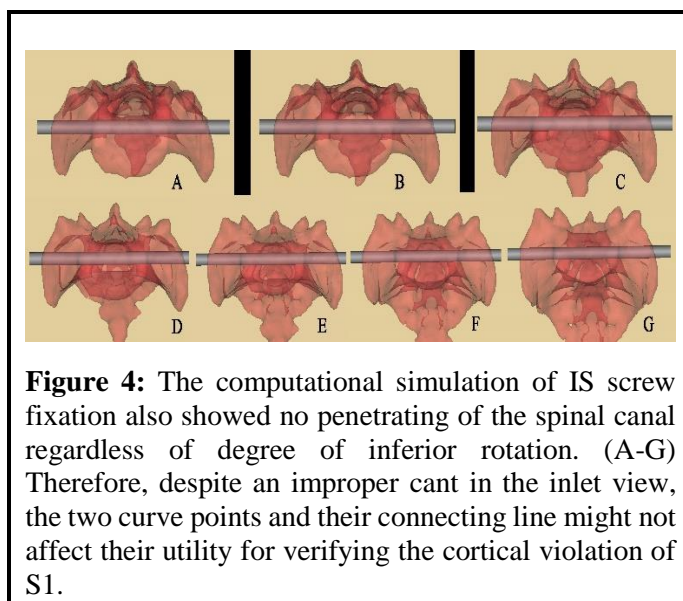 A
B
C
D
E
F
G
Figure 4: The computational simulation of IS screw
fixation also showed no penetrating of the spinal canal
regardless of degree of inferior rotation. (A-G)
Therefore, despite an improper cant in the inlet view,
the two curve points and their connecting line might not
affect their utility for verifying the cortical violation of
S1.